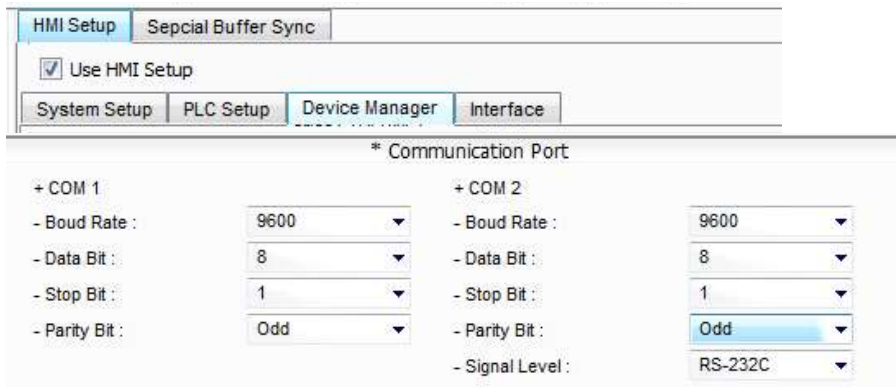 HMI Setup Sepcial Buffer Sync
Use HMI Setup
System Setup PLC Setup Device Manager Interface
* Communication Port
+ COM 1 + COM 2
- Boud Rate : 9600 - Boud Rate : 9600
- Data Bit : 8 - Data Bit : 8
- Stop Bit : 1 - Stop Bit : 1
- Parity Bit : Odd - Parity Bit : Odd
- Signal Level : RS-232C